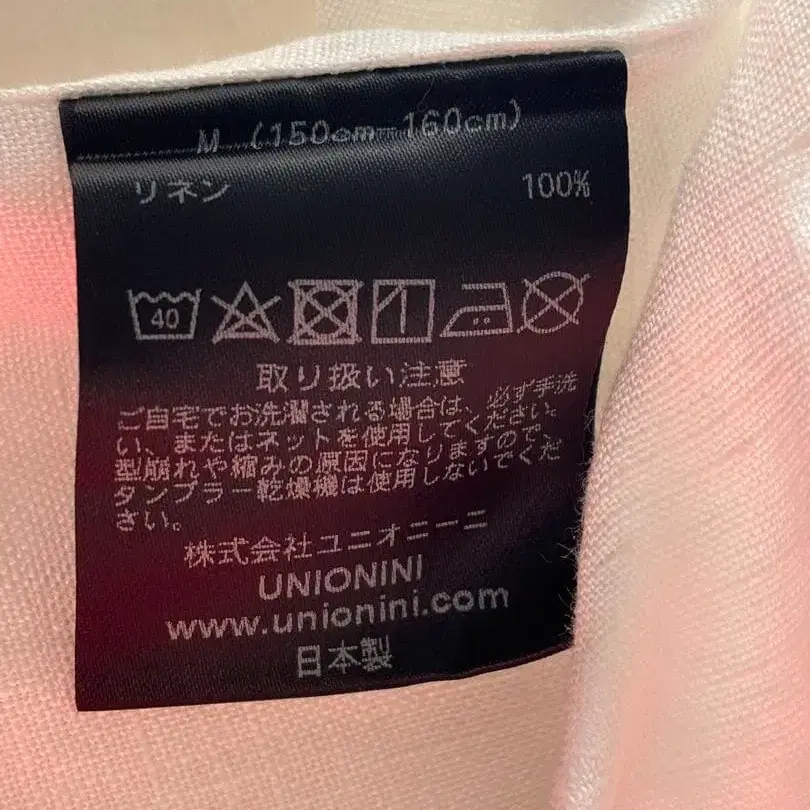 M (150cm-160cm)
リネン 100%
40
取り扱い注意
ご自宅でお洗濯される場合は、必ず手洗
い、またはネットを使用してください。
型崩れや縮みの原因になりますので、
タンブラー乾燥機は使用しないでくだ
さい。
株式会社ユニオニーニ
UNIONINI
www.unionini.com
日本製